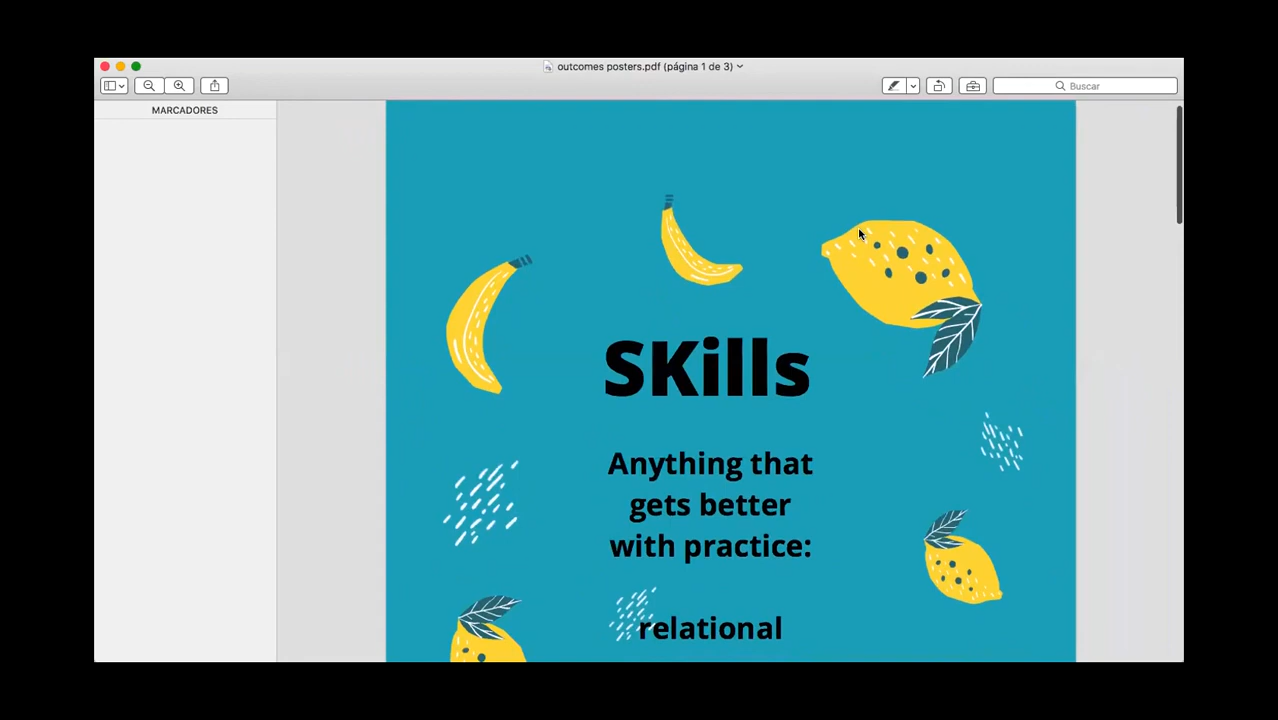 outcomes posters.pdf (página 1 de 3)
Buscar
MARCADORES
SKills
Anything that
gets better
with practice:
relational